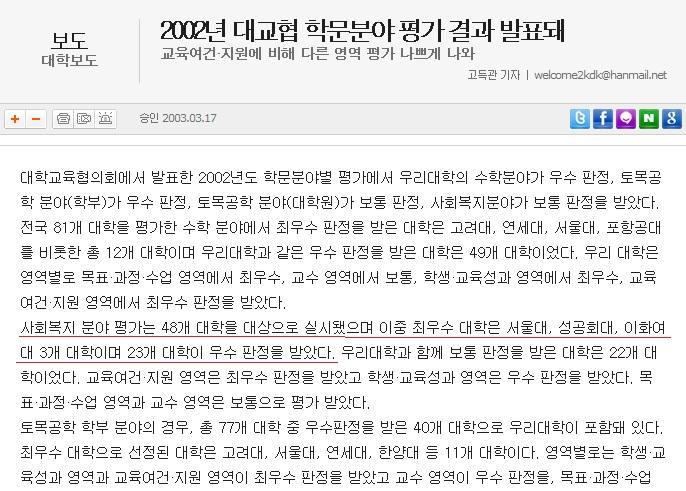 보도
대학보도
2002년 대교협 학문분야 평가 결과 발표돼
교육여건·지원에 비해 다른 영역 평가 나쁘게 나와
고득관 기자 | welcome2kdk@hanmail.net
승인 2003.03.17
대학교육협의회에서 발표한 2002년도 학문분야별 평가에서 우리대학의 수학분야가 우수 판정, 토목공
학 분야(학부)가 우수 판정, 토목공학 분야(대학원)가 보통 판정, 사회복지분야가 보통 판정을 받았다.
전국 81개 대학을 평가한 수학 분야에서 최우수 판정을 받은 대학은 고려대, 연세대, 서울대, 포항공대
를 비롯한 총 12개 대학이며 우리대학과 같은 우수 판정을 받은 대학은 49개 대학이었다. 우리 대학은
영역별로 목표·과정·수업 영역에서 최우수, 교수 영역에서 보통, 학생·교육성과 영역에서 최우수, 교육
여건·지원 영역에서 최우수 판정을 받았다.
사회복지 분야 평가는 48개 대학을 대상으로 실시됐으며 이중 최우수 대학은 서울대, 성공회대, 이화여
대 3개 대학이며 23개 대학이 우수 판정을 받았다. 우리대학과 함께 보통 판정을 받은 대학은 22개 대
학이었다. 교육여건·지원 영역은 최우수 판정을 받았고 학생·교육성과 영역은 우수 판정을 받았다. 목
표·과정·수업 영역과 교수 영역은 보통으로 평가 받았다.
토목공학 학부 분야의 경우, 총 77개 대학 중 우수판정을 받은 40개 대학으로 우리대학이 포함돼 있다.
최우수 대학으로 선정된 대학은 고려대, 서울대, 연세대, 한양대 등 11개 대학이다. 영역별로는 학생·교
육성과 영역과 교육여건·지원 영역이 최우수 판정을 받았고 교수 영역이 우수 판정을, 목표·과정·수업